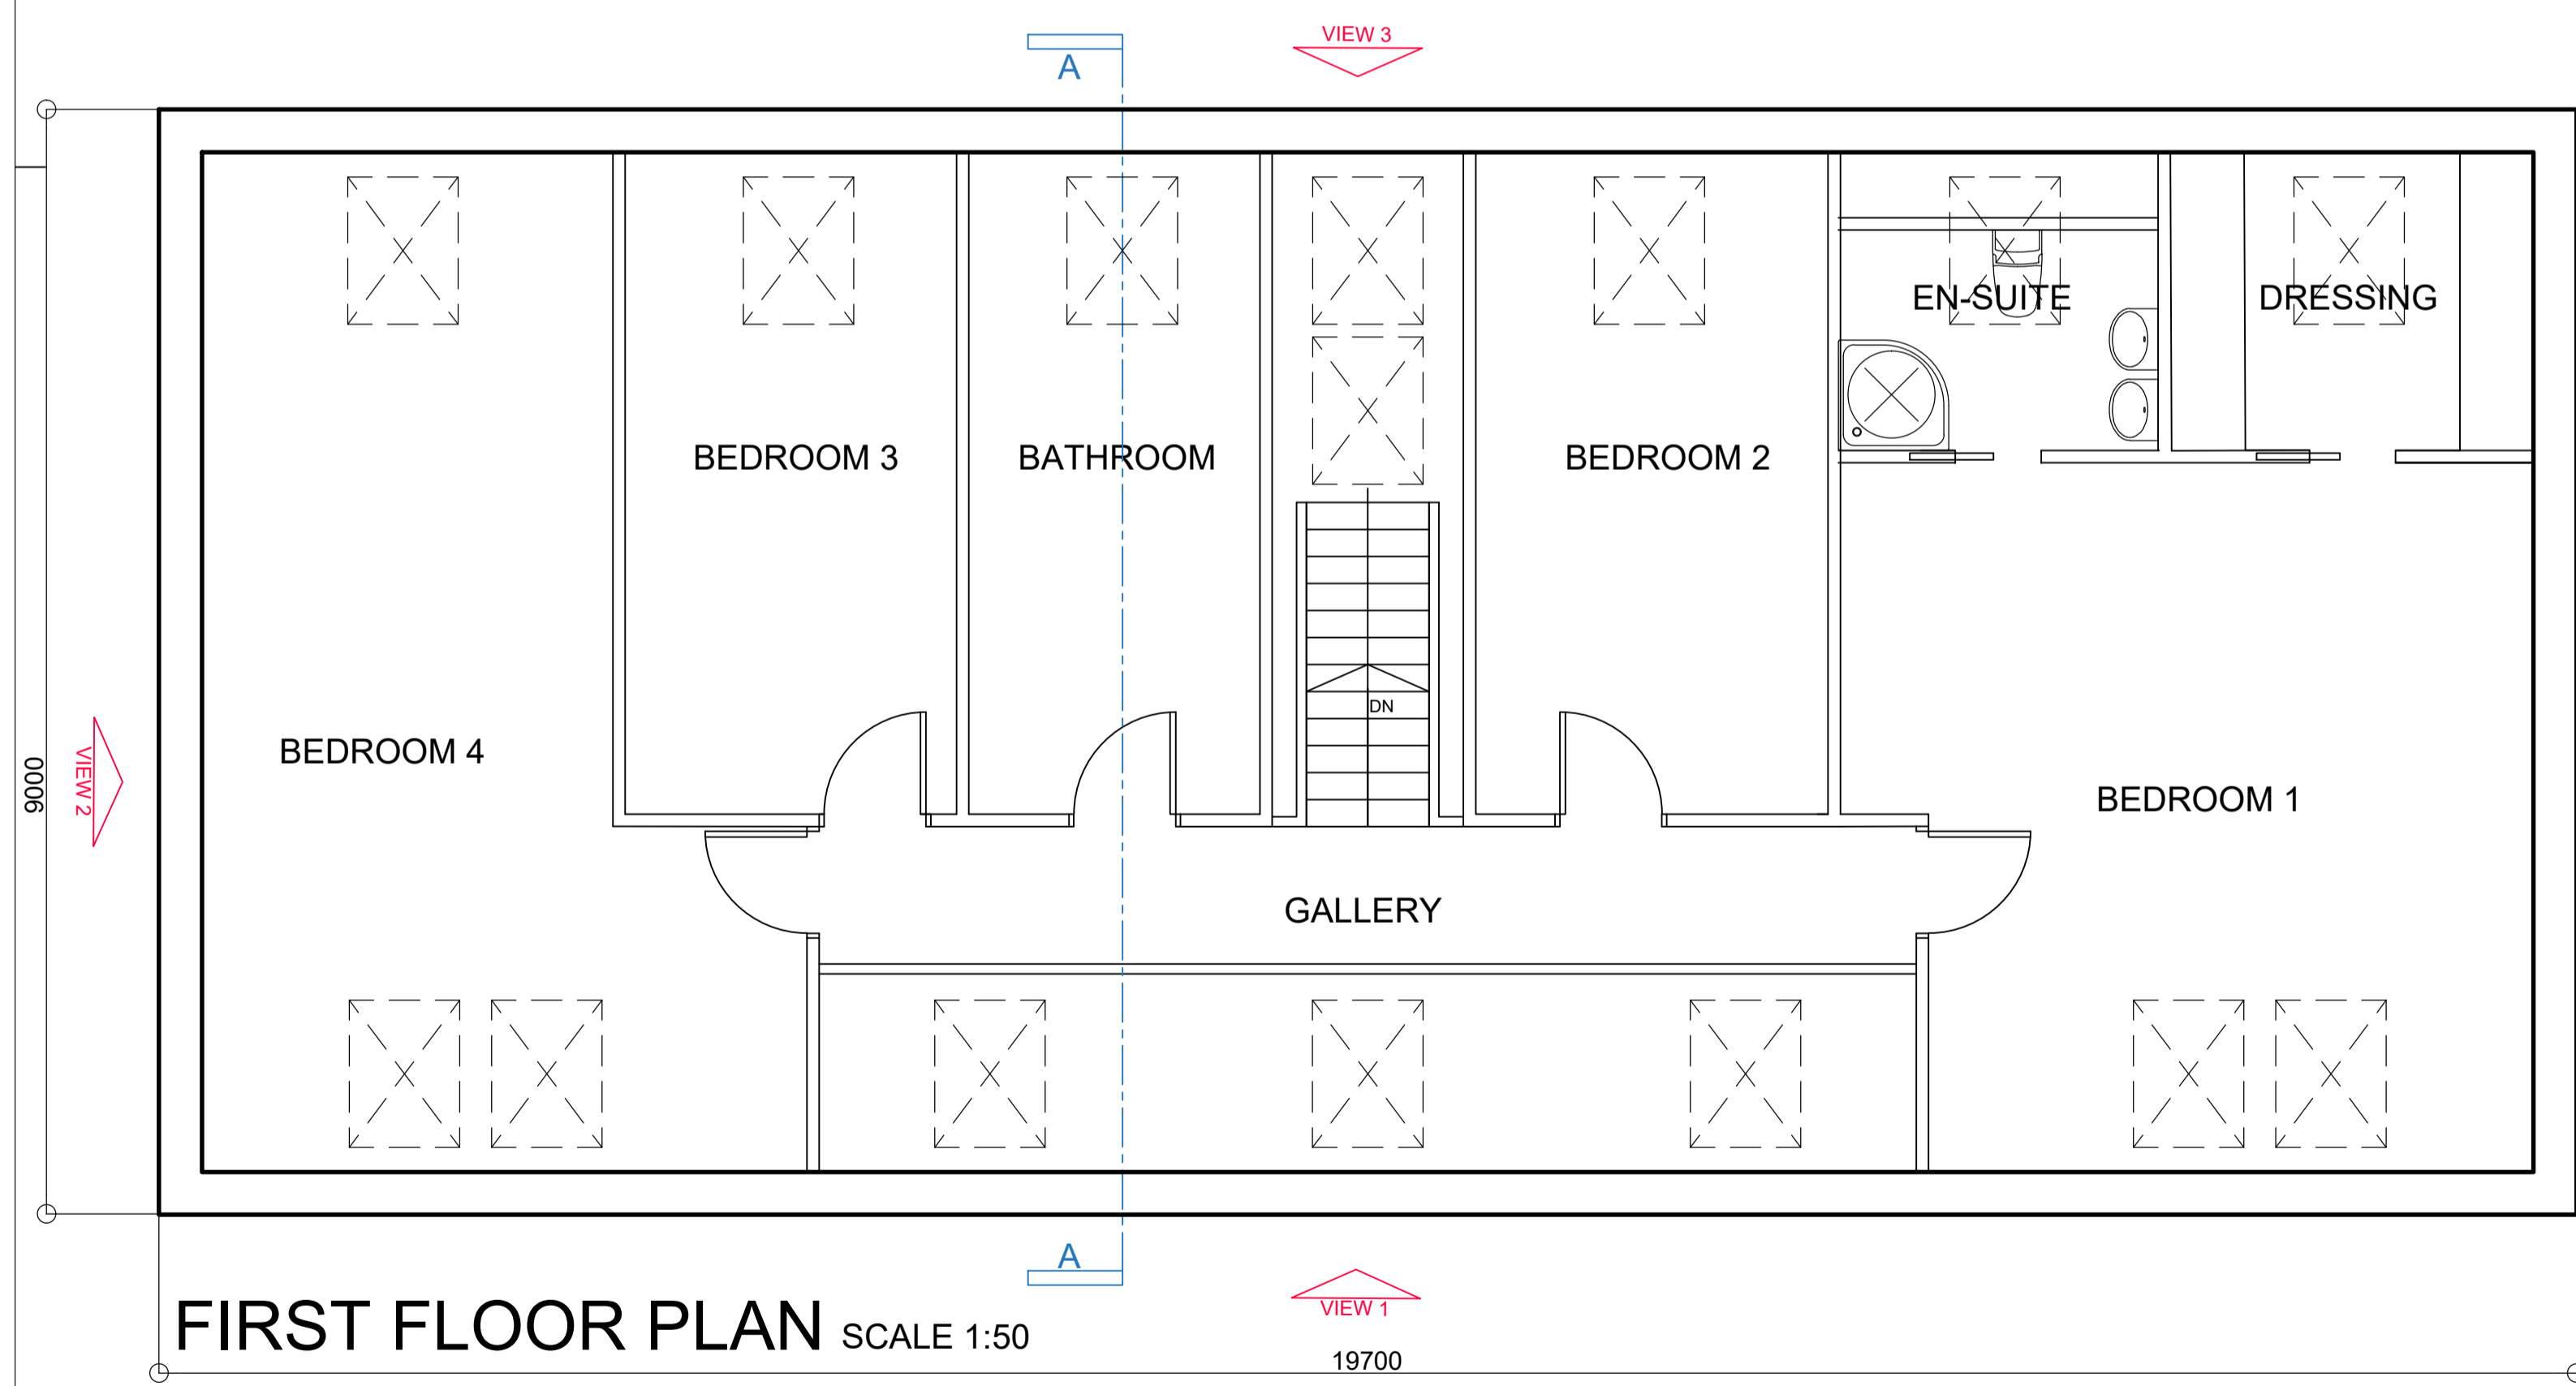 VIEW 3
A
EN-SUITE
DRESSING
BEDROOM 3
BATHROOM
BEDROOM 2
DN
BEDROOM 4
VIEW 2
9000
BEDROOM 1
GALLERY
A
VIEW 1
FIRST FLOOR PLAN SCALE 1:50
19700